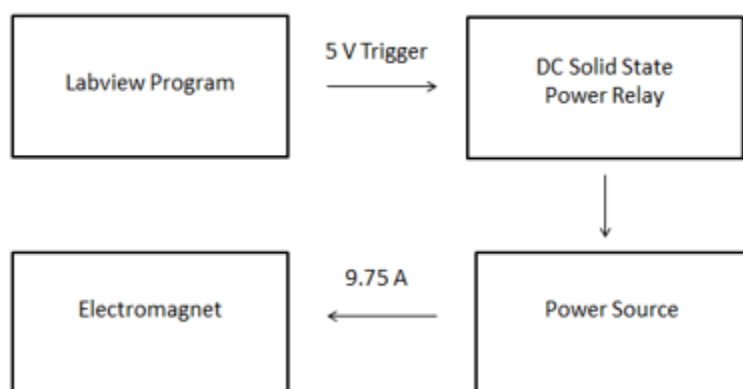 Labview Program
5 V Trigger
DC Solid State
Power Relay
Electromagnet
9.75 A
Power Source